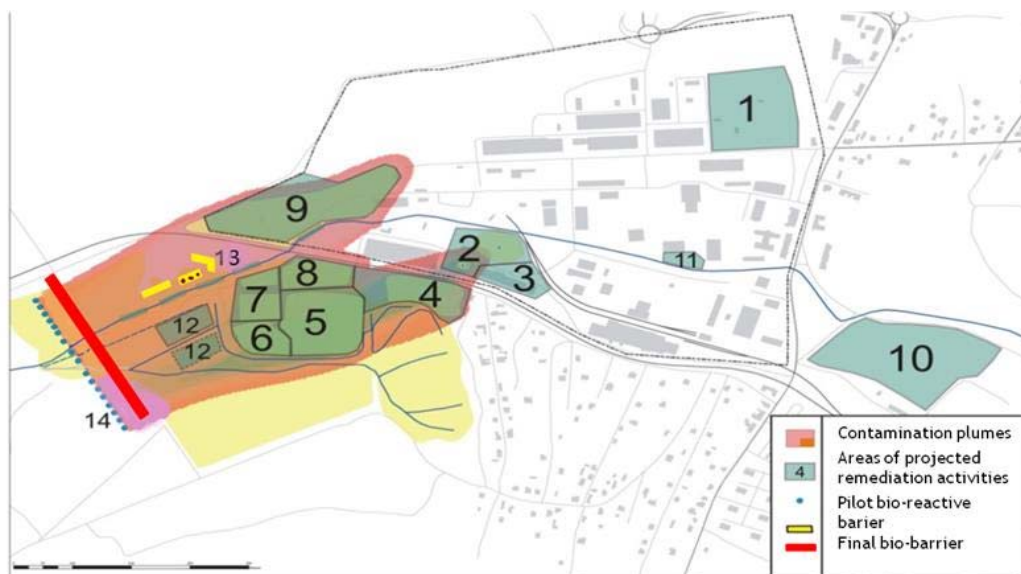 1
9
13
2
11
8
3
7
4
5
12
6
10
12
14
Contamination plumes
Areas of projected
4
remediation activities
Pilot bio-reactive
barier
Final bio-barrier